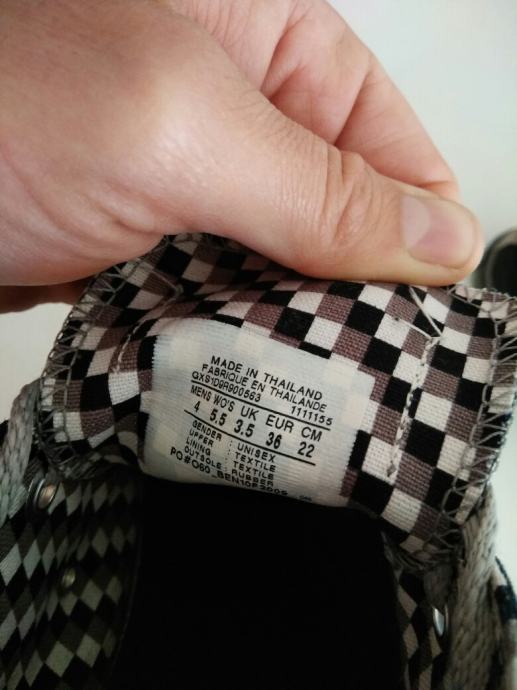 MADE IN THAILAND
FABRIQUE EN THAILANDE
1111155
MENS WO'S UK EUR CM
4 5.5 3.5 36 22
GENDER : UNISEX
UPPER : TEXTILE
LINING : TEXTILE
OUTSOLE : RUBBER